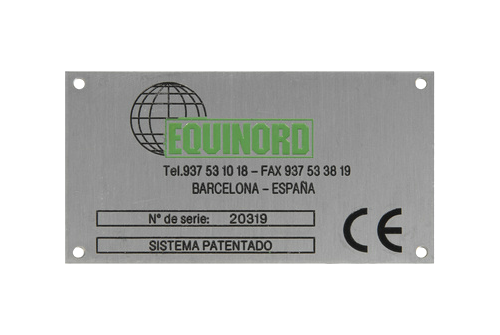 EQUINORD
Tel.937 53 10 18 – FAX 937 53 38 19
BARCELONA – ESPAÑA
Nº de serie: 20319
SISTEMA PATENTADO
CE